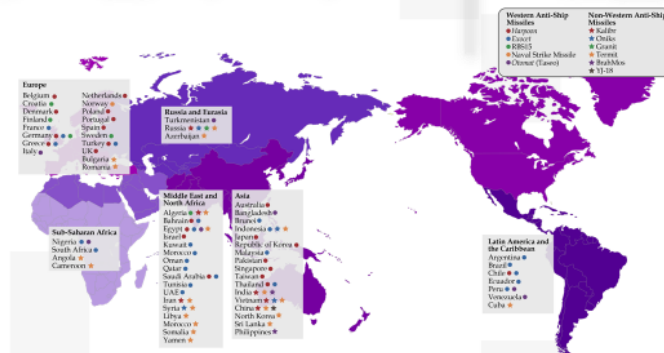 Western Anti-Ship
Missiles
Harpoon
Exocet
RBS15
Naval Strike Missile
Otomat (Teseo)
Non-Western Anti-Ship
Missiles
Kalibr
Oniks
Granit
Termit
BrahMos
YJ-18
Europe
Belgium
Croatia
Denmark
Finland
France
Germany
Greece
Italy
Netherlands
Norway
Poland
Portugal
Spain
Sweden
Turkey
UK
Bulgaria
Romania
Russia and Eurasia
Turkmenistan
Russia
Azerbaijan
Sub-Saharan Africa
Nigeria
South Africa
Angola
Cameroon
Middle East and
North Africa
Algeria
Bahrain
Egypt
Israel
Kuwait
Morocco
Oman
Qatar
Saudi Arabia
Tunisia
UAE
Iran
Syria
Libya
Morocco
Somalia
Yemen
Asia
Australia
Bangladesh
Brunei
Indonesia
Japan
Republic of Korea
Malaysia
Pakistan
Singapore
Taiwan
Thailand
India
Vietnam
China
North Korea
Sri Lanka
Philippines
Latin America and
the Caribbean
Argentina
Brazil
Chile
Ecuador
Peru
Venezuela
Cuba